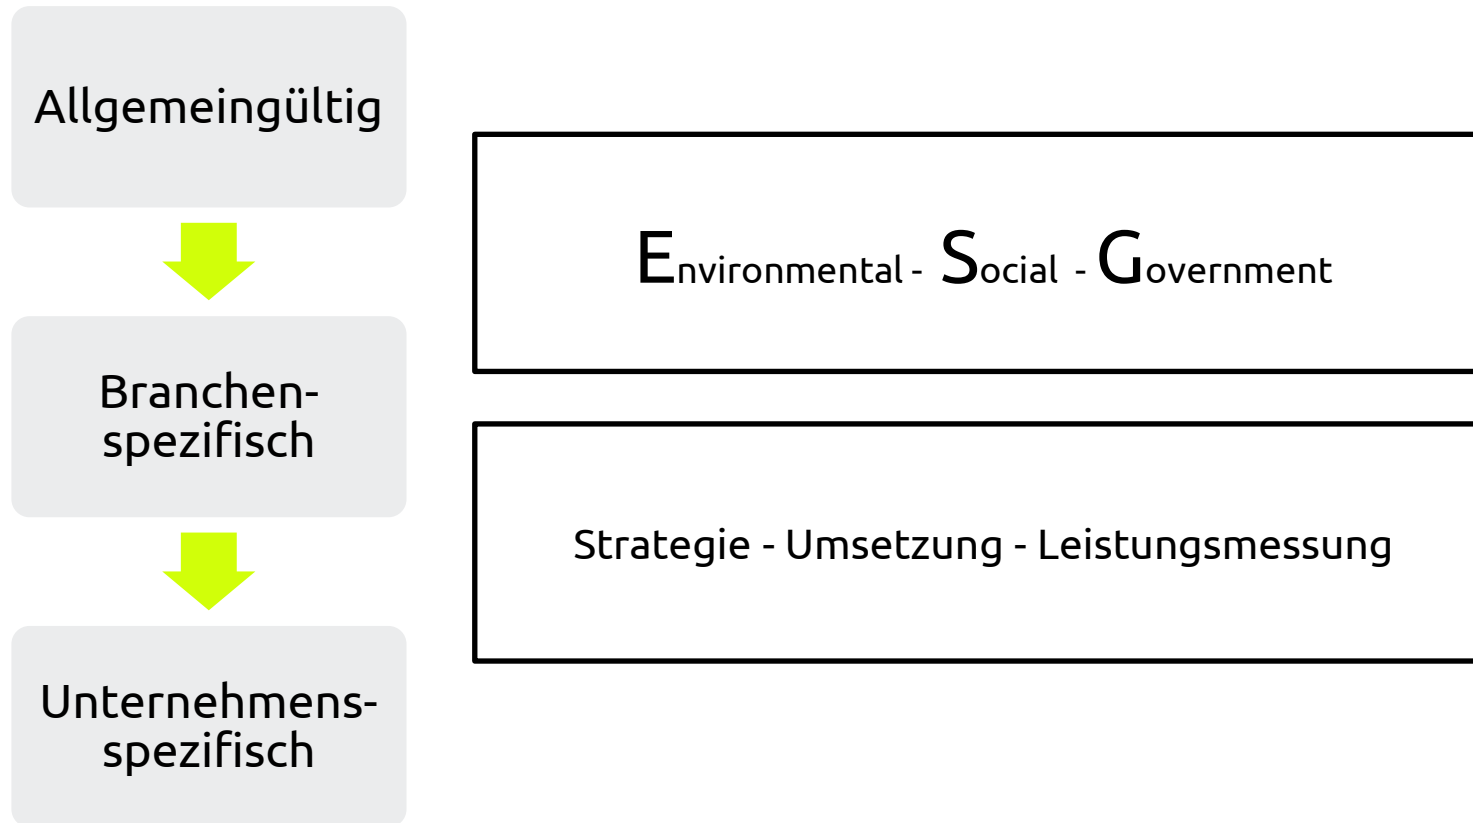 Allgemeingültig
Branchen-
spezifisch
Unternehmens-
spezifisch
Environmental - Social - Government
Strategie - Umsetzung - Leistungsmessung